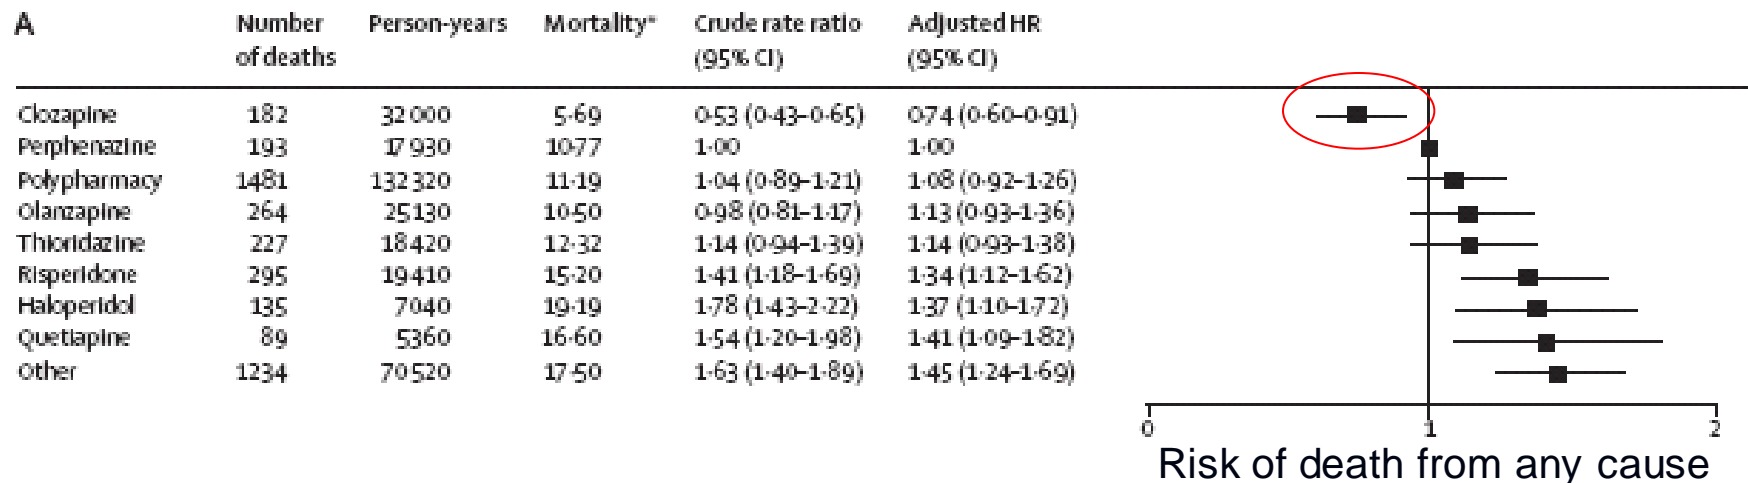 A Number Person-years Mortality* Crude rate ratio Adjusted HR
of deaths (95% CI) (95% CI)
Clozapine 182 32 000 5·69 0·53 (0·43–0·65) 0·74 (0·60–0·91)
Perphenazine 193 17 930 10·77 1·00 1·00
Polypharmacy 1481 132 320 11·19 1·04 (0·89–1·21) 1·08 (0·92–1·26)
Olanzapine 264 25 130 10·50 0·98 (0·81–1·17) 1·13 (0·93–1·36)
Thioridazine 227 18 420 12·32 1·14 (0·94–1·39) 1·14 (0·93–1·38)
Risperidone 295 19 410 15·20 1·41 (1·18–1·69) 1·34 (1·12–1·62)
Haloperidol 135 7040 19·19 1·78 (1·43–2·22) 1·37 (1·10–1·72)
Quetiapine 89 5360 16·60 1·54 (1·20–1·98) 1·41 (1·09–1·82)
Other 1234 70 520 17·50 1·63 (1·40–1·89) 1·45 (1·24–1·69)
0 1 2
Risk of death from any cause